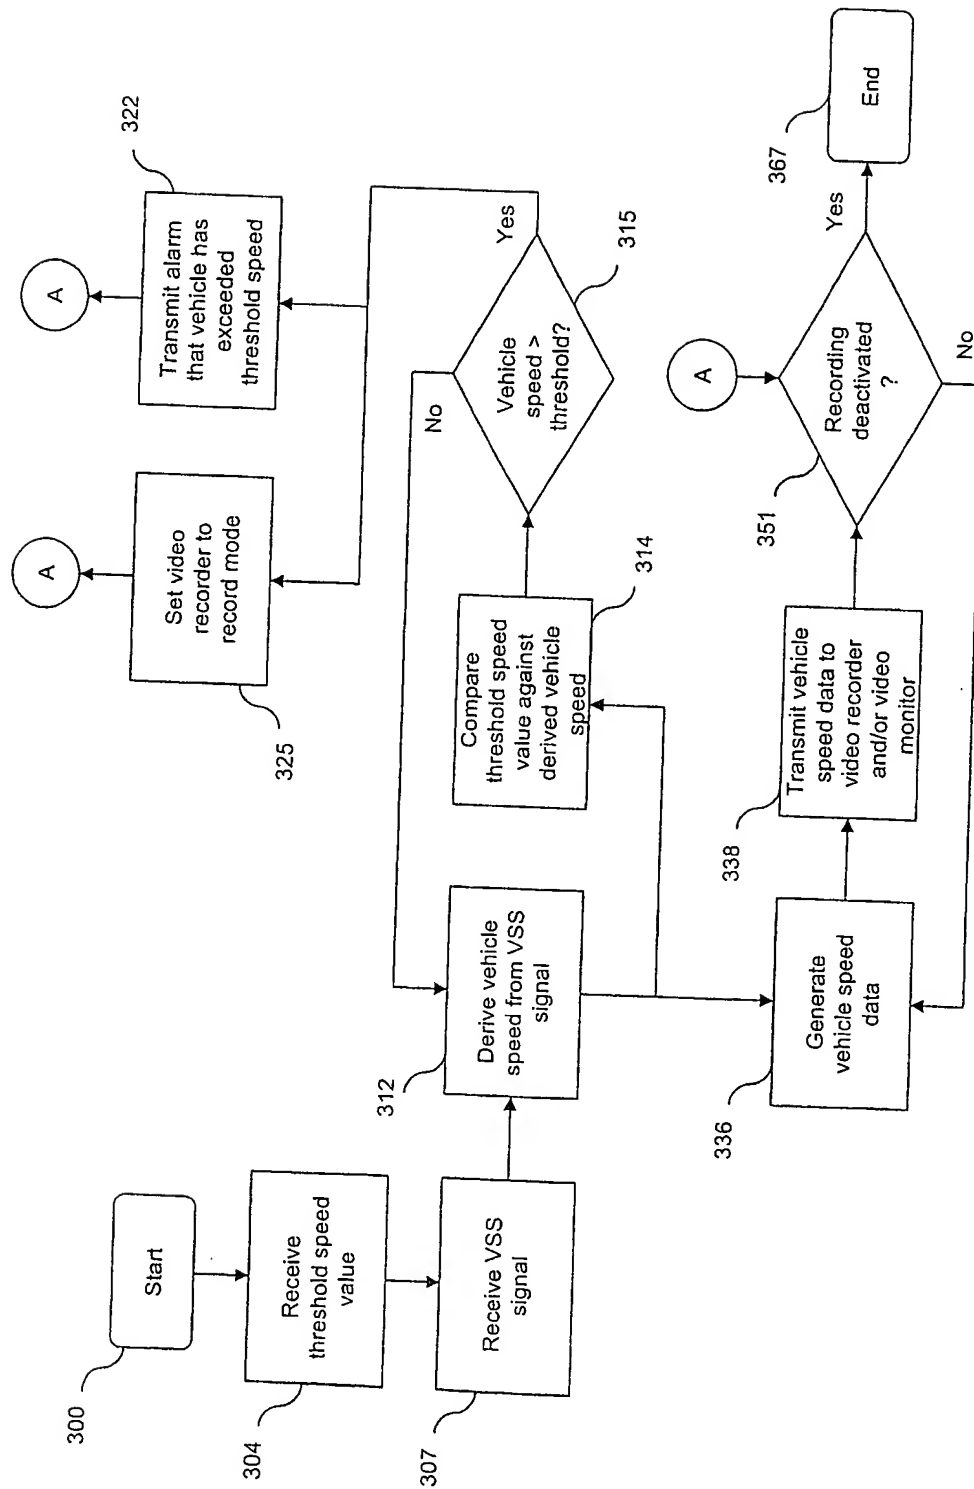 300
Start
304
Receive
threshold speed
value
307
Receive VSS
signal
312
Derive vehicle
speed from VSS
signal
314
Compare
threshold speed
value against
derived vehicle
speed
315
Vehicle
speed >
threshold?
No
Yes
325
Set video
recorder to
record mode
A
322
Transmit alarm
that vehicle has
exceeded
threshold speed
A
336
Generate
vehicle speed
data
338
Transmit vehicle
speed data to
video recorder
and/or video
monitor
351
Recording
deactivated
?
A
No
Yes
367
End